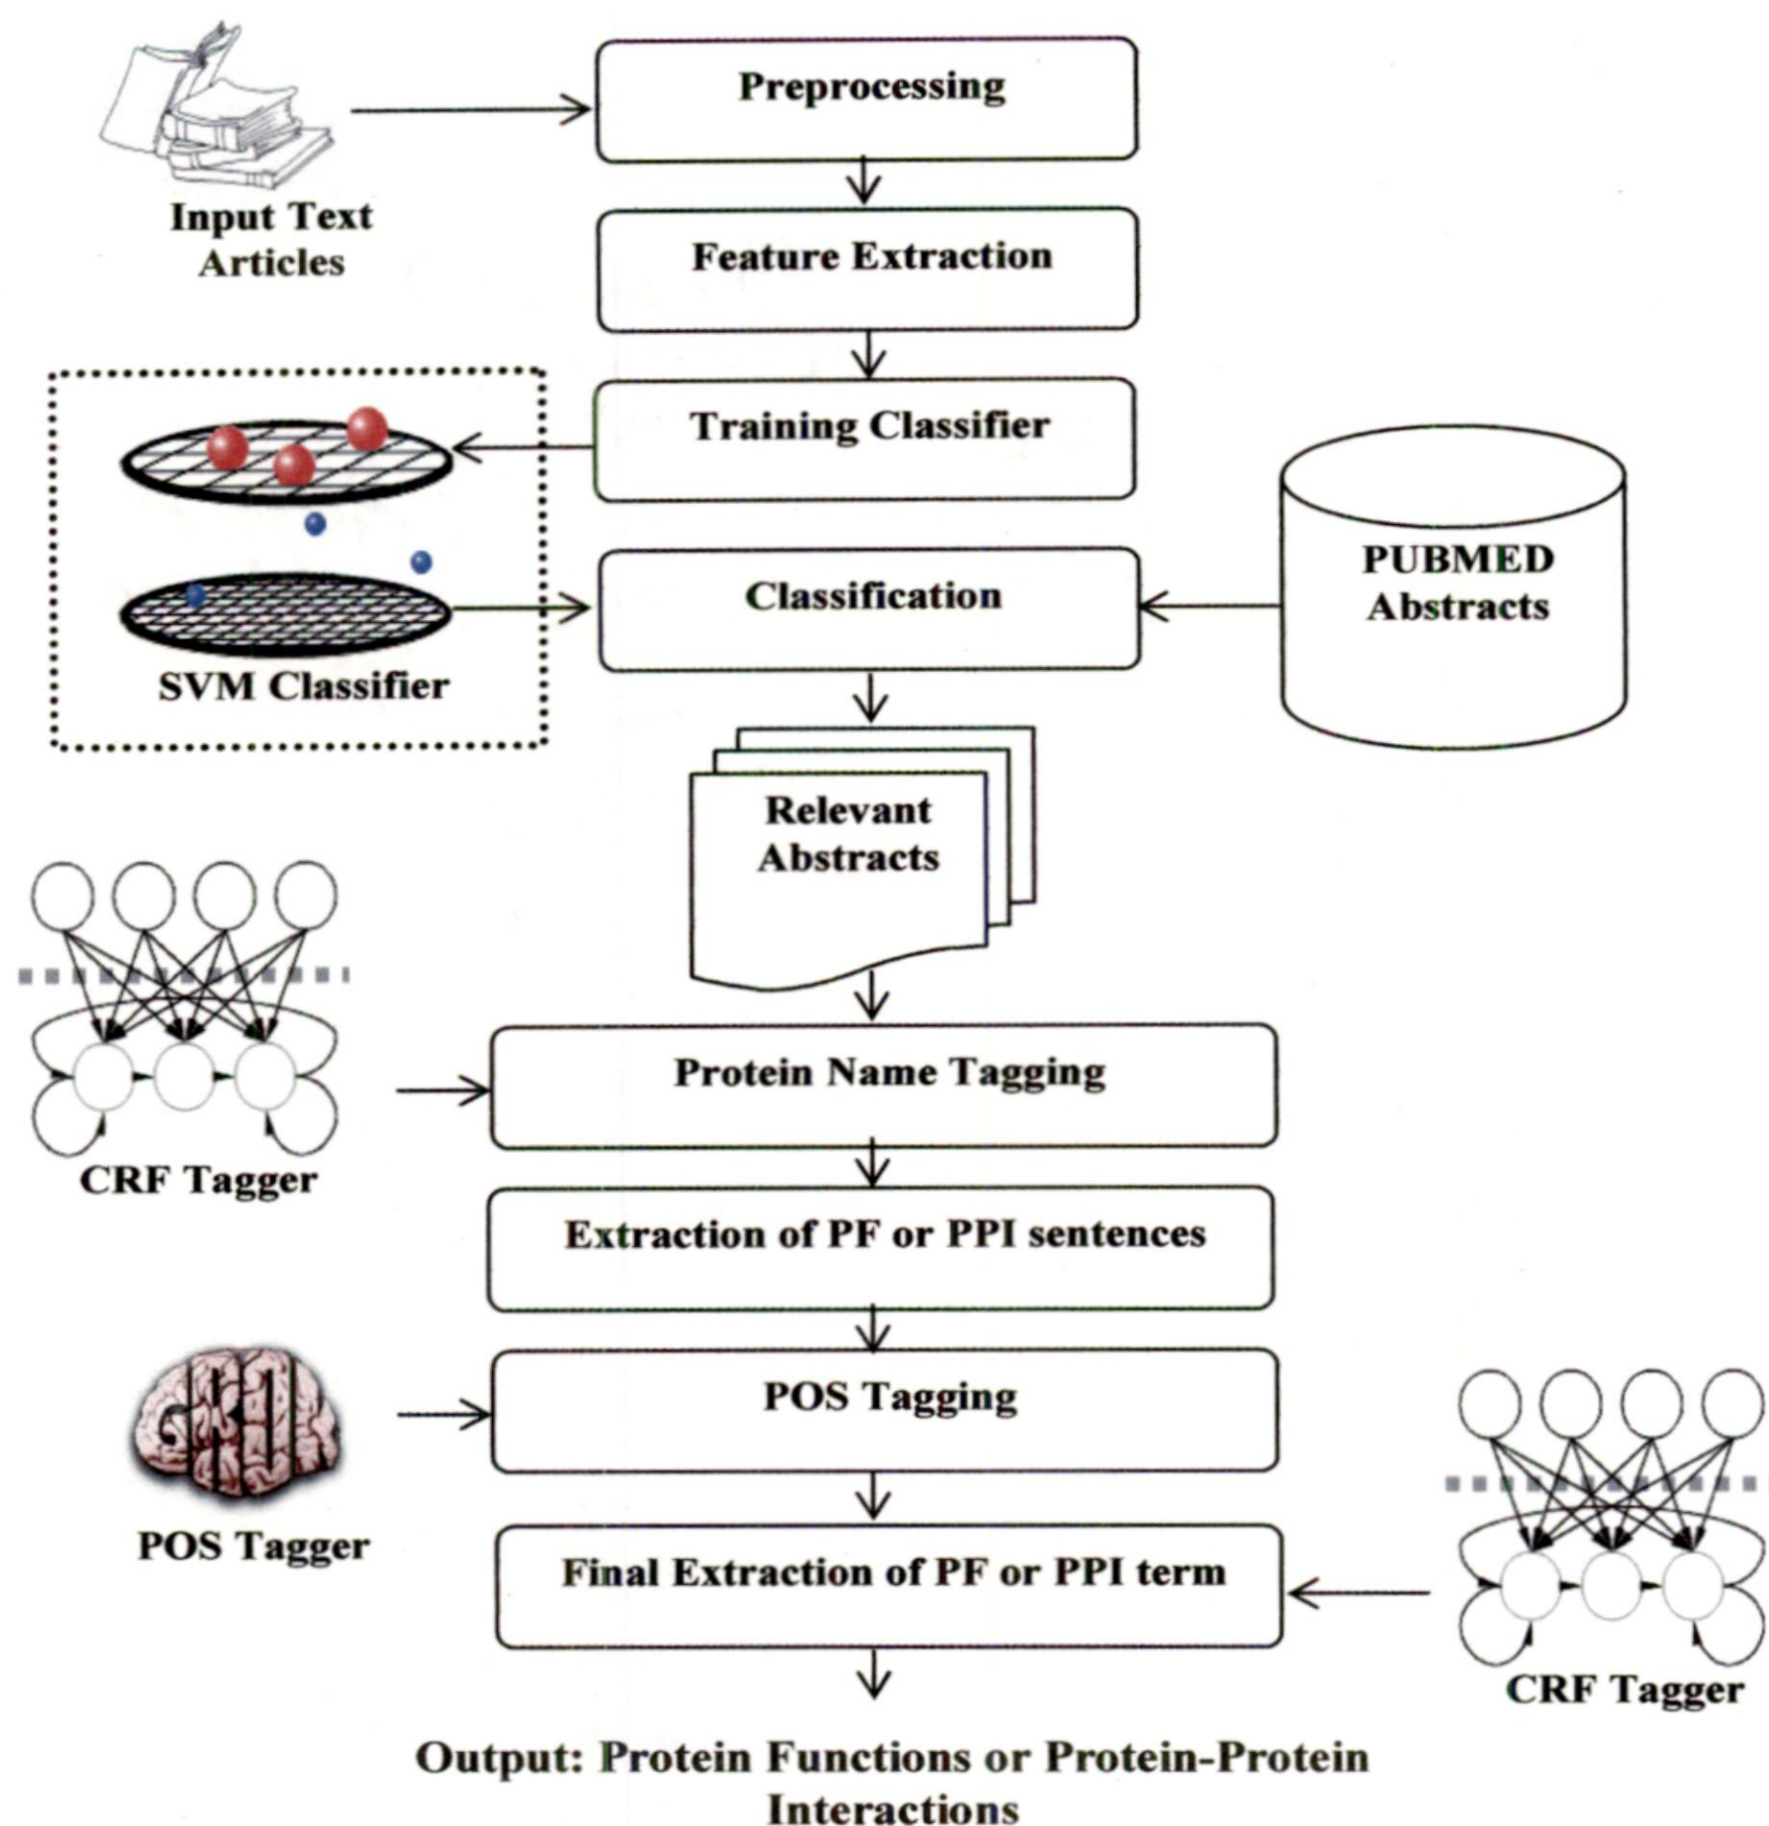 Preprocessing
Input Text
Articles
Feature Extraction
Training Classifier
PUBMED
Abstracts
Classification
SVM Classifier
Relevant
Abstracts
Protein Name Tagging
CRF Tagger
Extraction of PF or PPI sentences
POS Tagging
POS Tagger
Final Extraction of PF or PPI term
CRF Tagger
Output: Protein Functions or Protein-Protein
Interactions